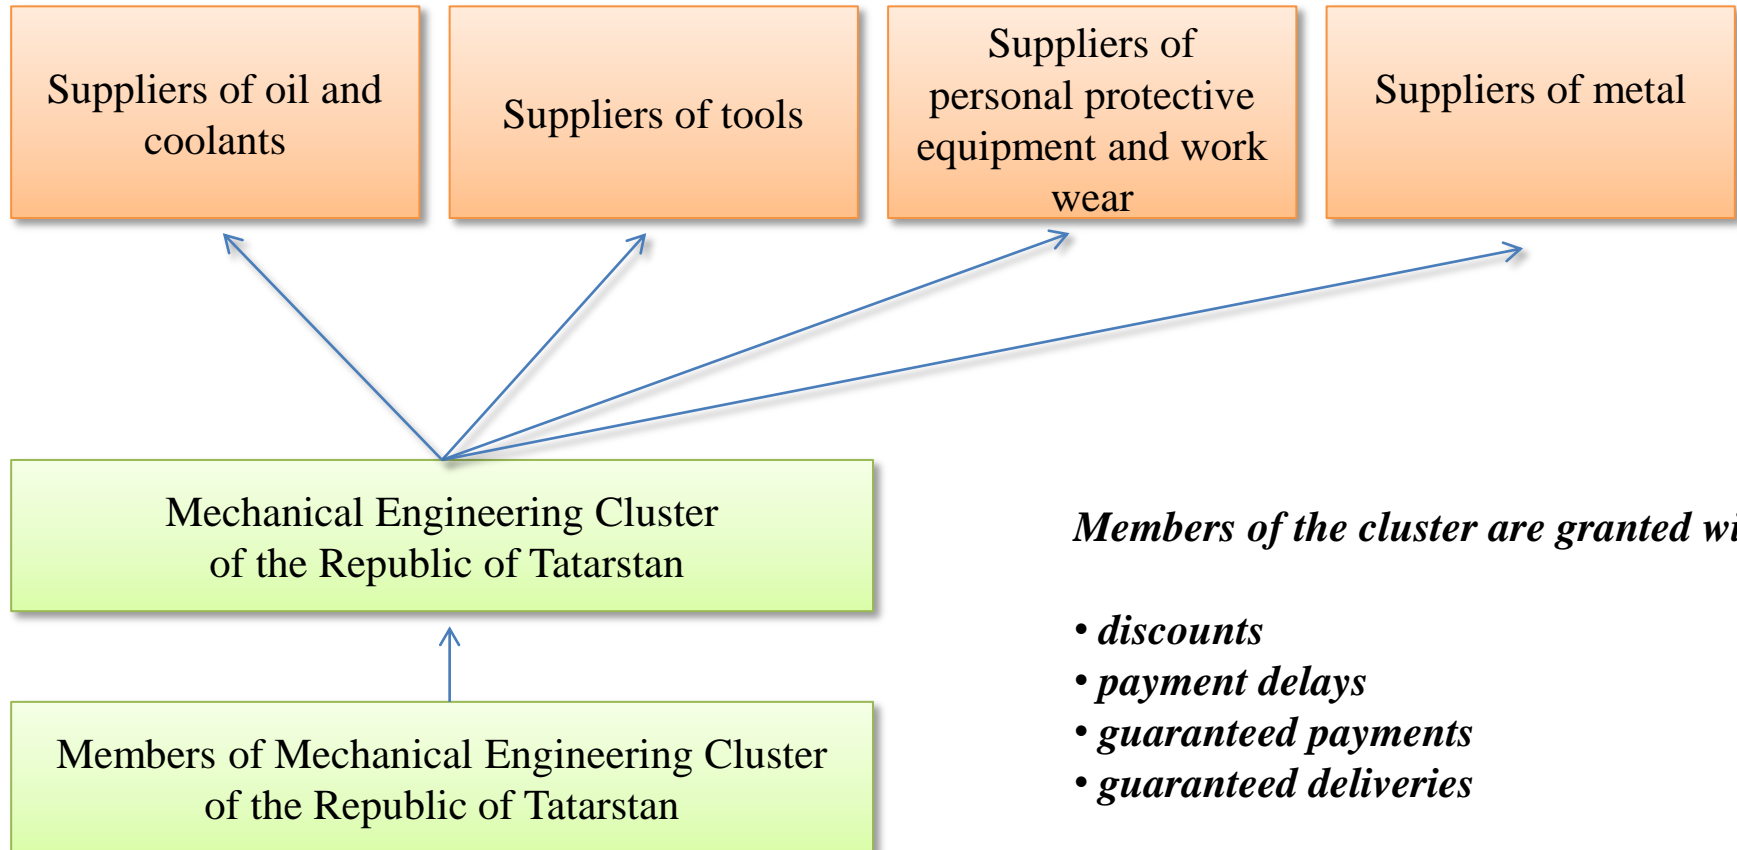 Suppliers of oil and
coolants
Suppliers of tools
Suppliers of
personal protective
equipment and work
wear
Suppliers of metal
Mechanical Engineering Cluster
of the Republic of Tatarstan
Members of the cluster are granted wi
• discounts
• payment delays
• guaranteed payments
• guaranteed deliveries
Members of Mechanical Engineering Cluster
of the Republic of Tatarstan